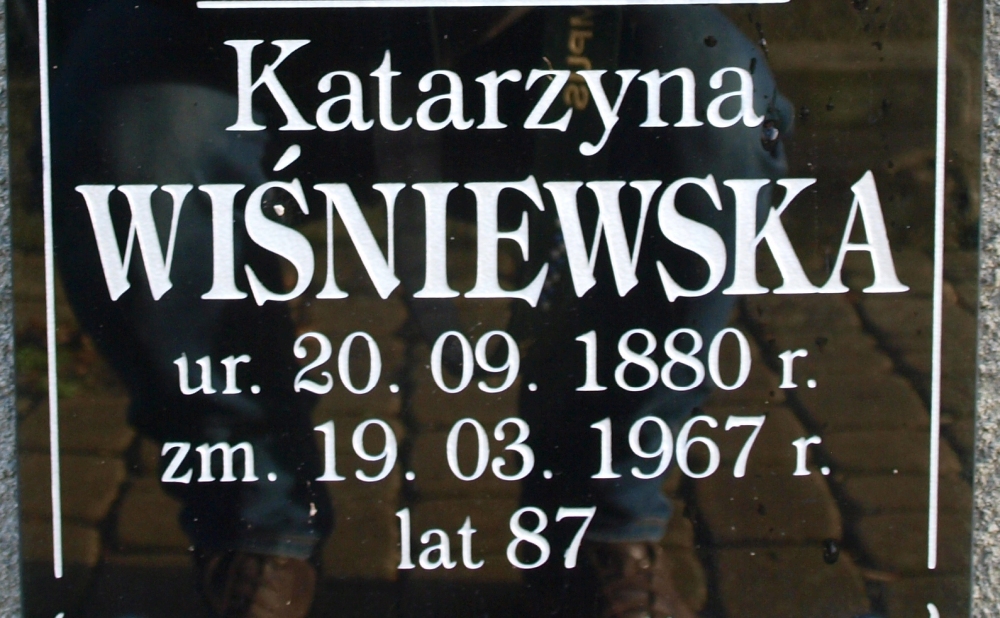 Katarzyna
WIŚNIEWSKA
ur. 20. 09. 1880 r.
zm. 19. 03. 1967 r.
lat 87